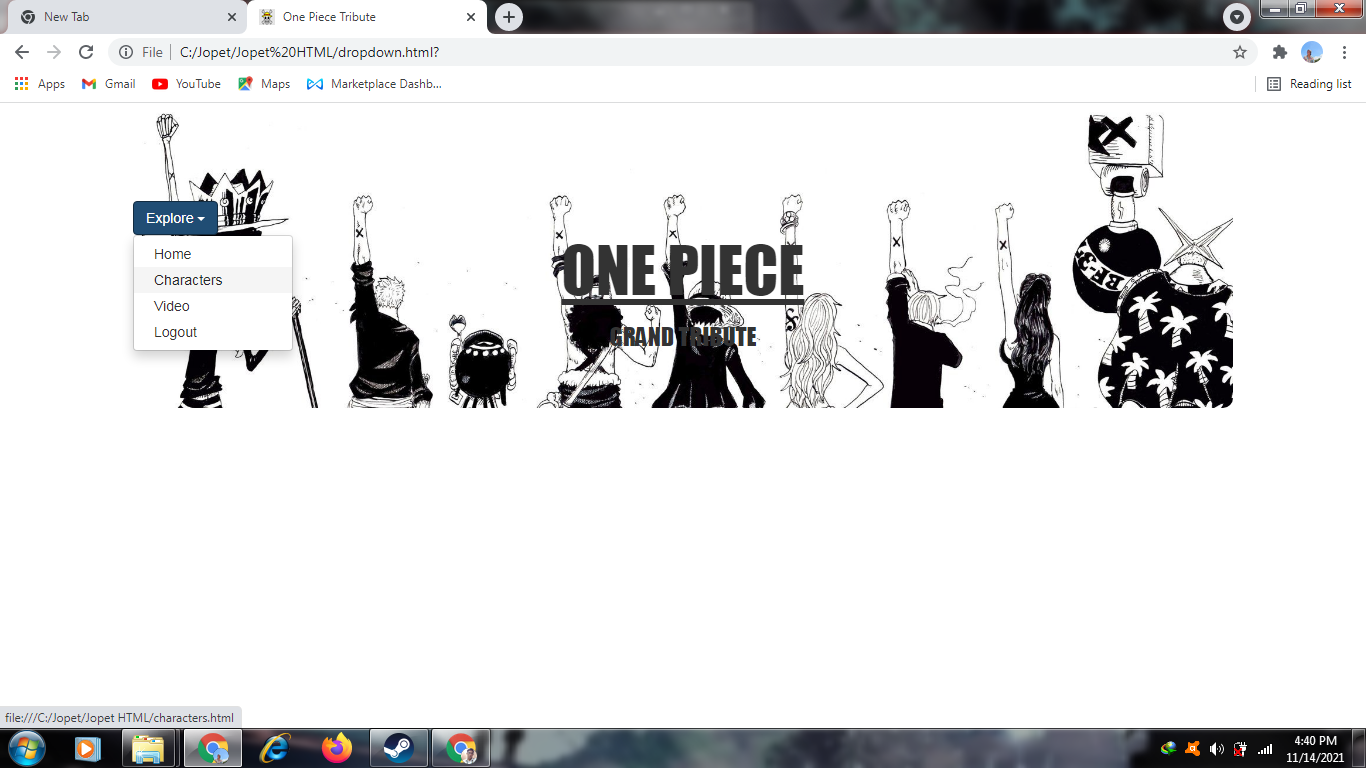 New Tab
One Piece Tribute
File
C:/Jopet/Jopet%20HTML/dropdown.html?
Apps
Gmail
YouTube
Maps
Marketplace Dashb...
Reading list
Explore
Home
Characters
Video
Logout
ONE PIECE
GRAND TRIBUTE
BF-3
file:///C:/Jopet/Jopet HTML/characters.html
4:40 PM
11/14/2021